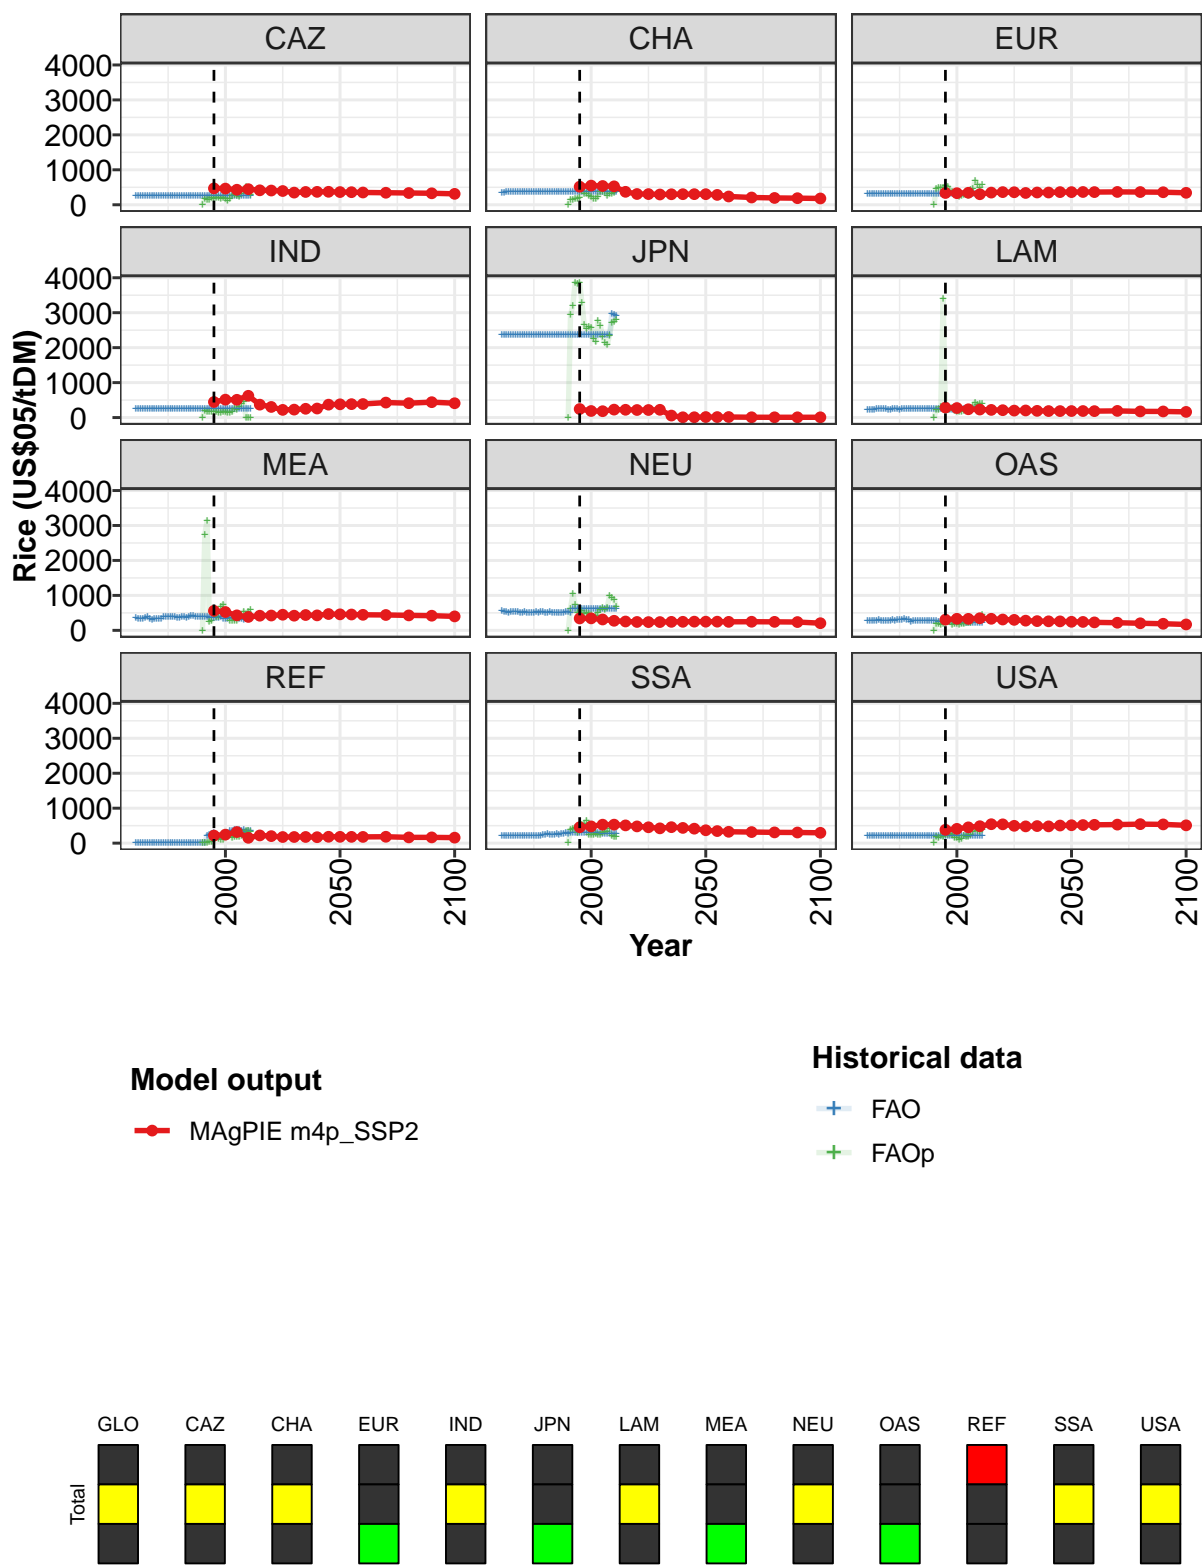 CAZ CHA EUR
4000
3000
2000
1000
0
IND JPN LAM
4000
3000
2000
1000
0
Rice (US$05/tDM)
MEA NEU OAS
4000
3000
2000
1000
0
REF SSA USA
4000
3000
2000
1000
0
2000 2050 2100 2000 2050 2100 2000 2050 2100
Year
Model output
MAgPIE m4p_SSP2
Historical data
FAO
FAOp
GLO CAZ CHA EUR IND JPN LAM MEA NEU OAS REF SSA USA
Total